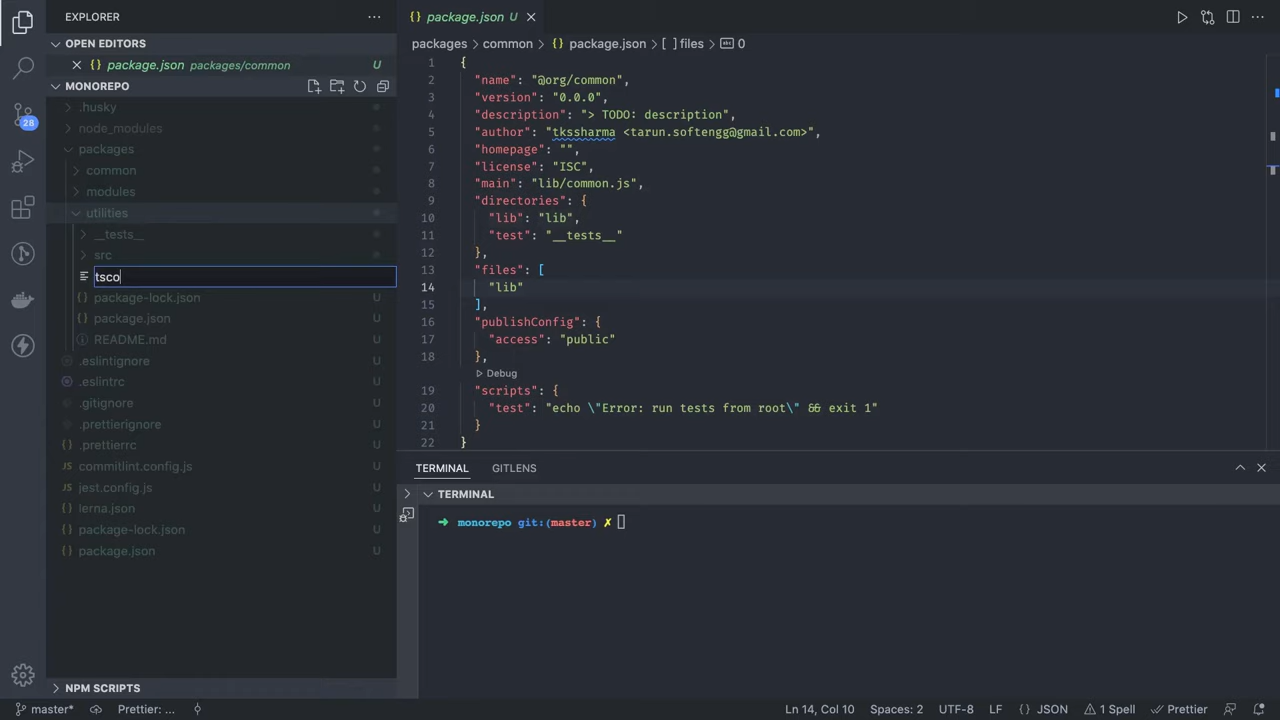 EXPLORER
OPEN EDITORS
package.json packages/common U
MONOREPO
.husky
node_modules
packages
common
modules
utilities
__tests__
src
tsco
package-lock.json U
package.json U
README.md U
.eslintignore U
.eslintrc U
.gitignore U
.prettierignore U
.prettierrc U
commitlint.config.js U
jest.config.js U
lerna.json U
package-lock.json U
package.json U
NPM SCRIPTS
28
package.json U
packages > common > {} package.json > [ ] files > abc 0
1 {
2 "name": "@org/common",
3 "version": "0.0.0",
4 "description": "> TODO: description",
5 "author": "tkssharma <tarun.softengg@gmail.com>",
6 "homepage": "",
7 "license": "ISC",
8 "main": "lib/common.js",
9 "directories": {
10 "lib": "lib",
11 "test": "__tests__"
12 },
13 "files": [
14 "lib"
15 ],
16 "publishConfig": {
17 "access": "public"
18 },
Debug
19 "scripts": {
20 "test": "echo \"Error: run tests from root\" && exit 1"
21 }
22 }
TERMINAL GITLENS
TERMINAL
➜ monorepo git:(master) ✗
master* Prettier: ... Ln 14, Col 10 Spaces: 2 UTF-8 LF {} JSON 1 Spell Prettier